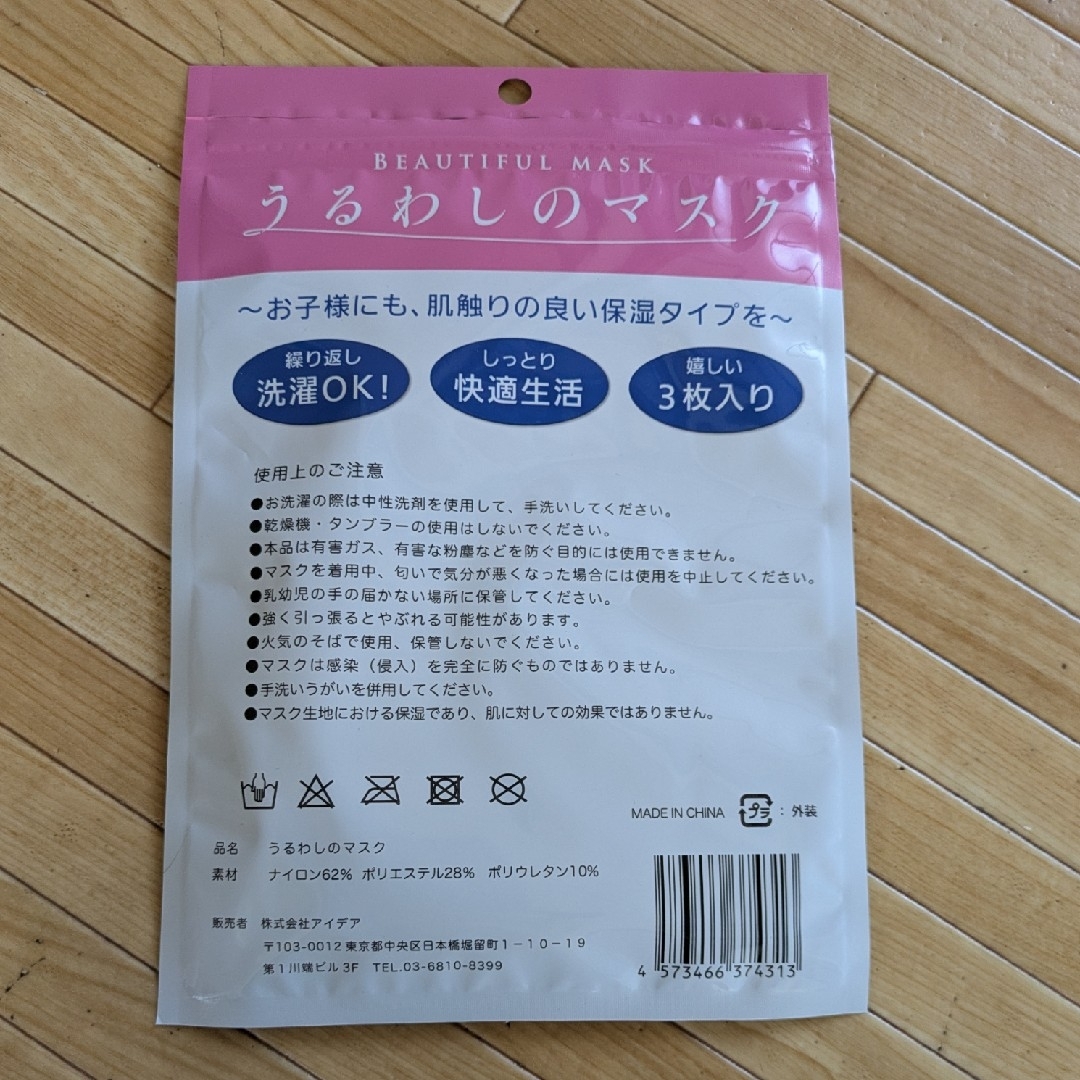 BEAUTIFUL MASK
うるわしのマスク
～お子様にも、肌触りの良い保湿タイプを～
繰り返し
洗濯OK!
しっとり
快適生活
嬉しい
3枚入り
使用上のご注意
●お洗濯の際は中性洗剤を使用して、手洗いしてください。
●乾燥機・タンブラーの使用はしないでください。
●本品は有害ガス、有害な粉塵などを防ぐ目的には使用できません。
●マスクを着用中、匂いで気分が悪くなった場合には使用を中止してください。
●乳幼児の手の届かない場所に保管してください。
●強く引っ張るとやぶれる可能性があります。
●火気のそばで使用、保管しないでください。
●マスクは感染（侵入）を完全に防ぐものではありません。
●手洗いうがいを併用してください。
●マスク生地における保湿であり、肌に対しての効果ではありません。
MADE IN CHINA プラ : 外装
品名 うるわしのマスク
素材 ナイロン62% ポリエステル28% ポリウレタン10%
販売者 株式会社アイデア
〒103-0012 東京都中央区日本橋堀留町1－10－19
第1川端ビル3F TEL.03-6810-8399
4 573466 374313